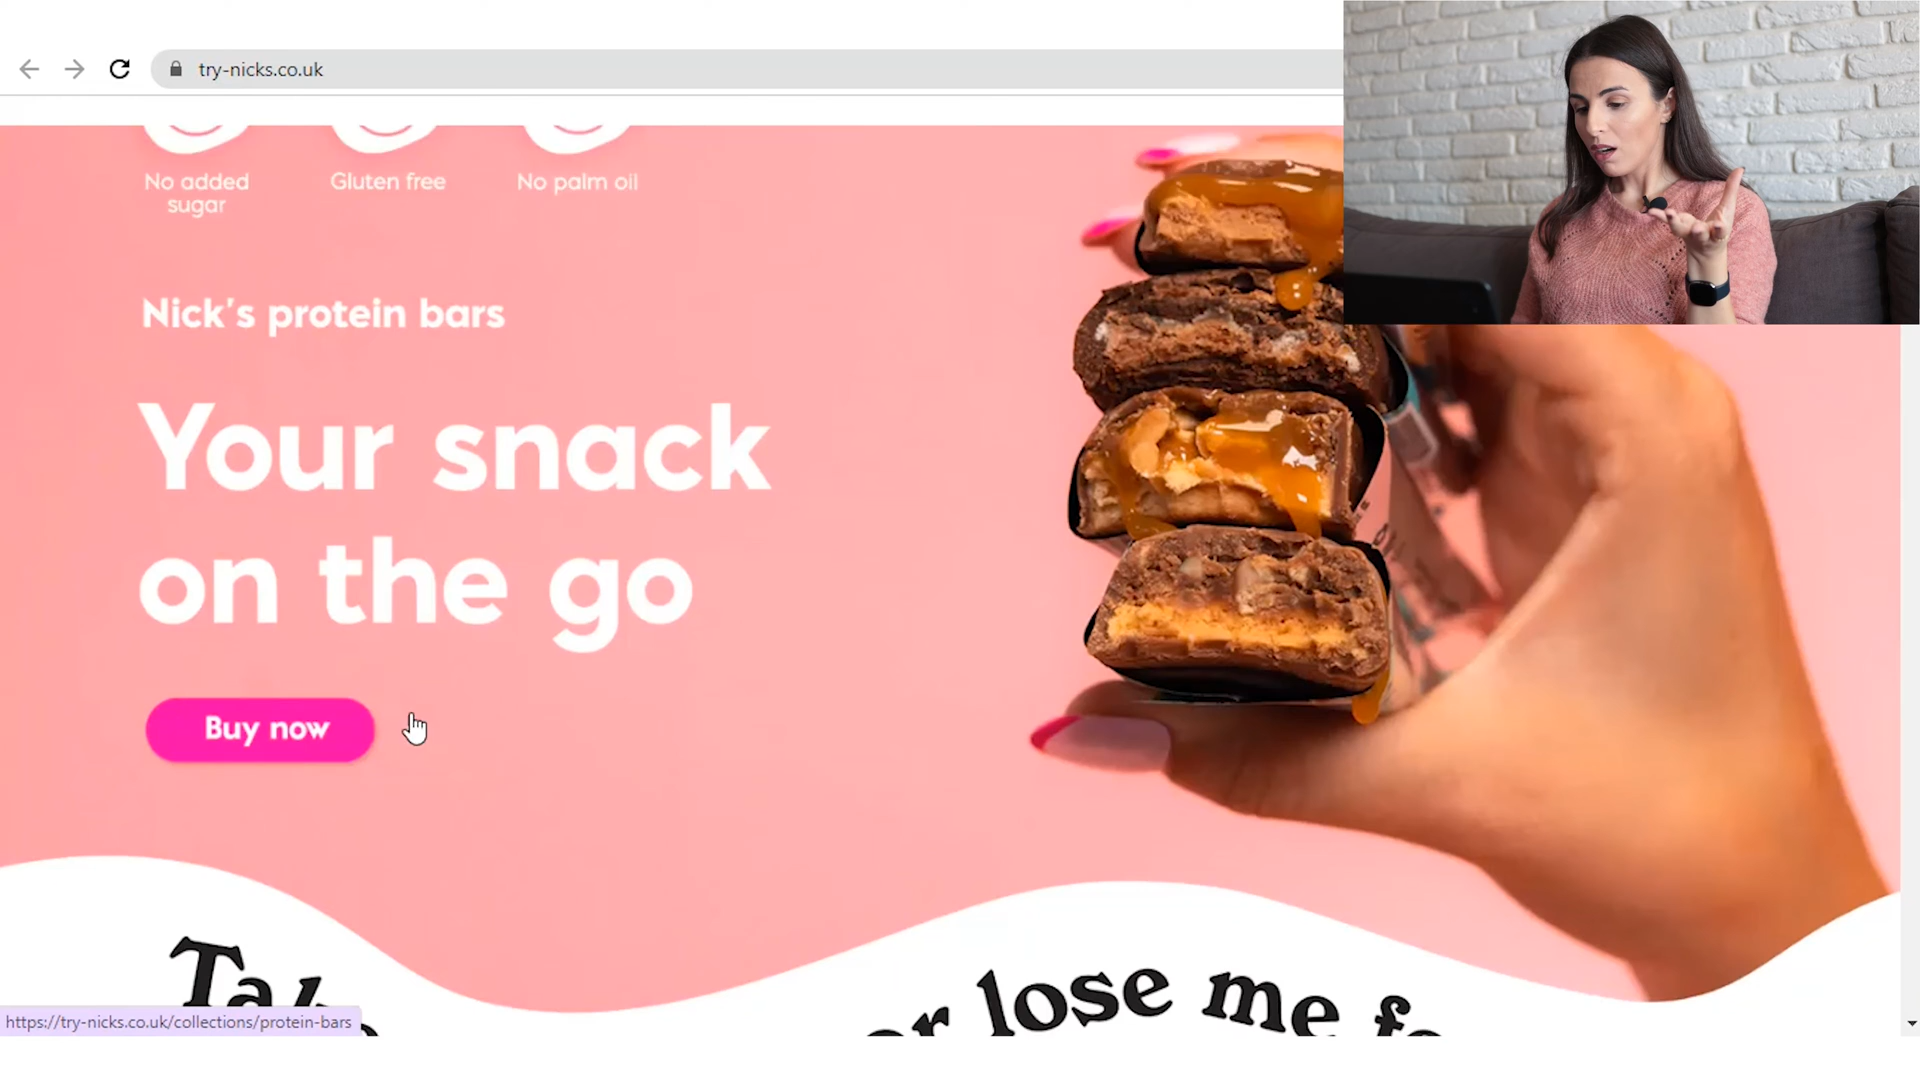 try-nicks.co.uk
No added
sugar
Gluten free
No palm oil
Nick's protein bars
Your snack
on the go
Buy now
or lose me
https://try-nicks.co.uk/collections/protein-bars